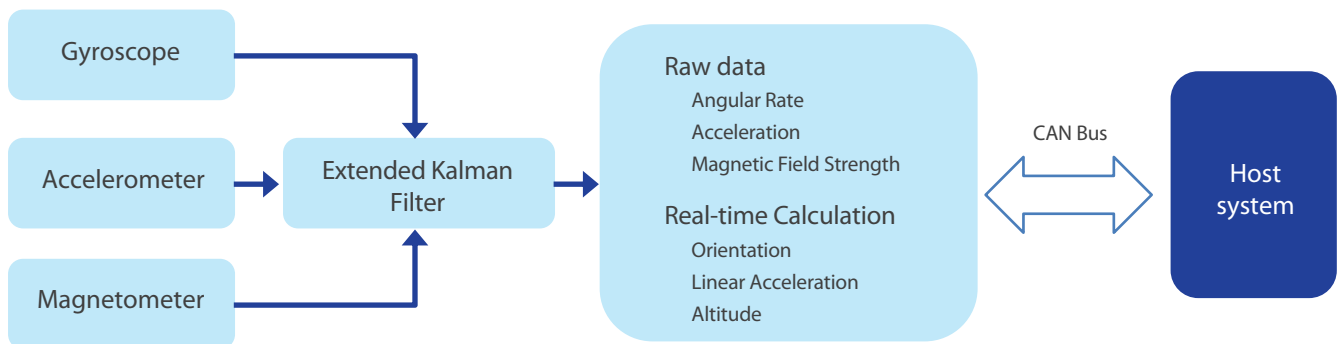 Gyroscope
Accelerometer
Magnetometer
Extended Kalman
Filter
Raw data
Angular Rate
Acceleration
Magnetic Field Strength
Real-time Calculation
Orientation
Linear Acceleration
Altitude
CAN Bus
Host
system